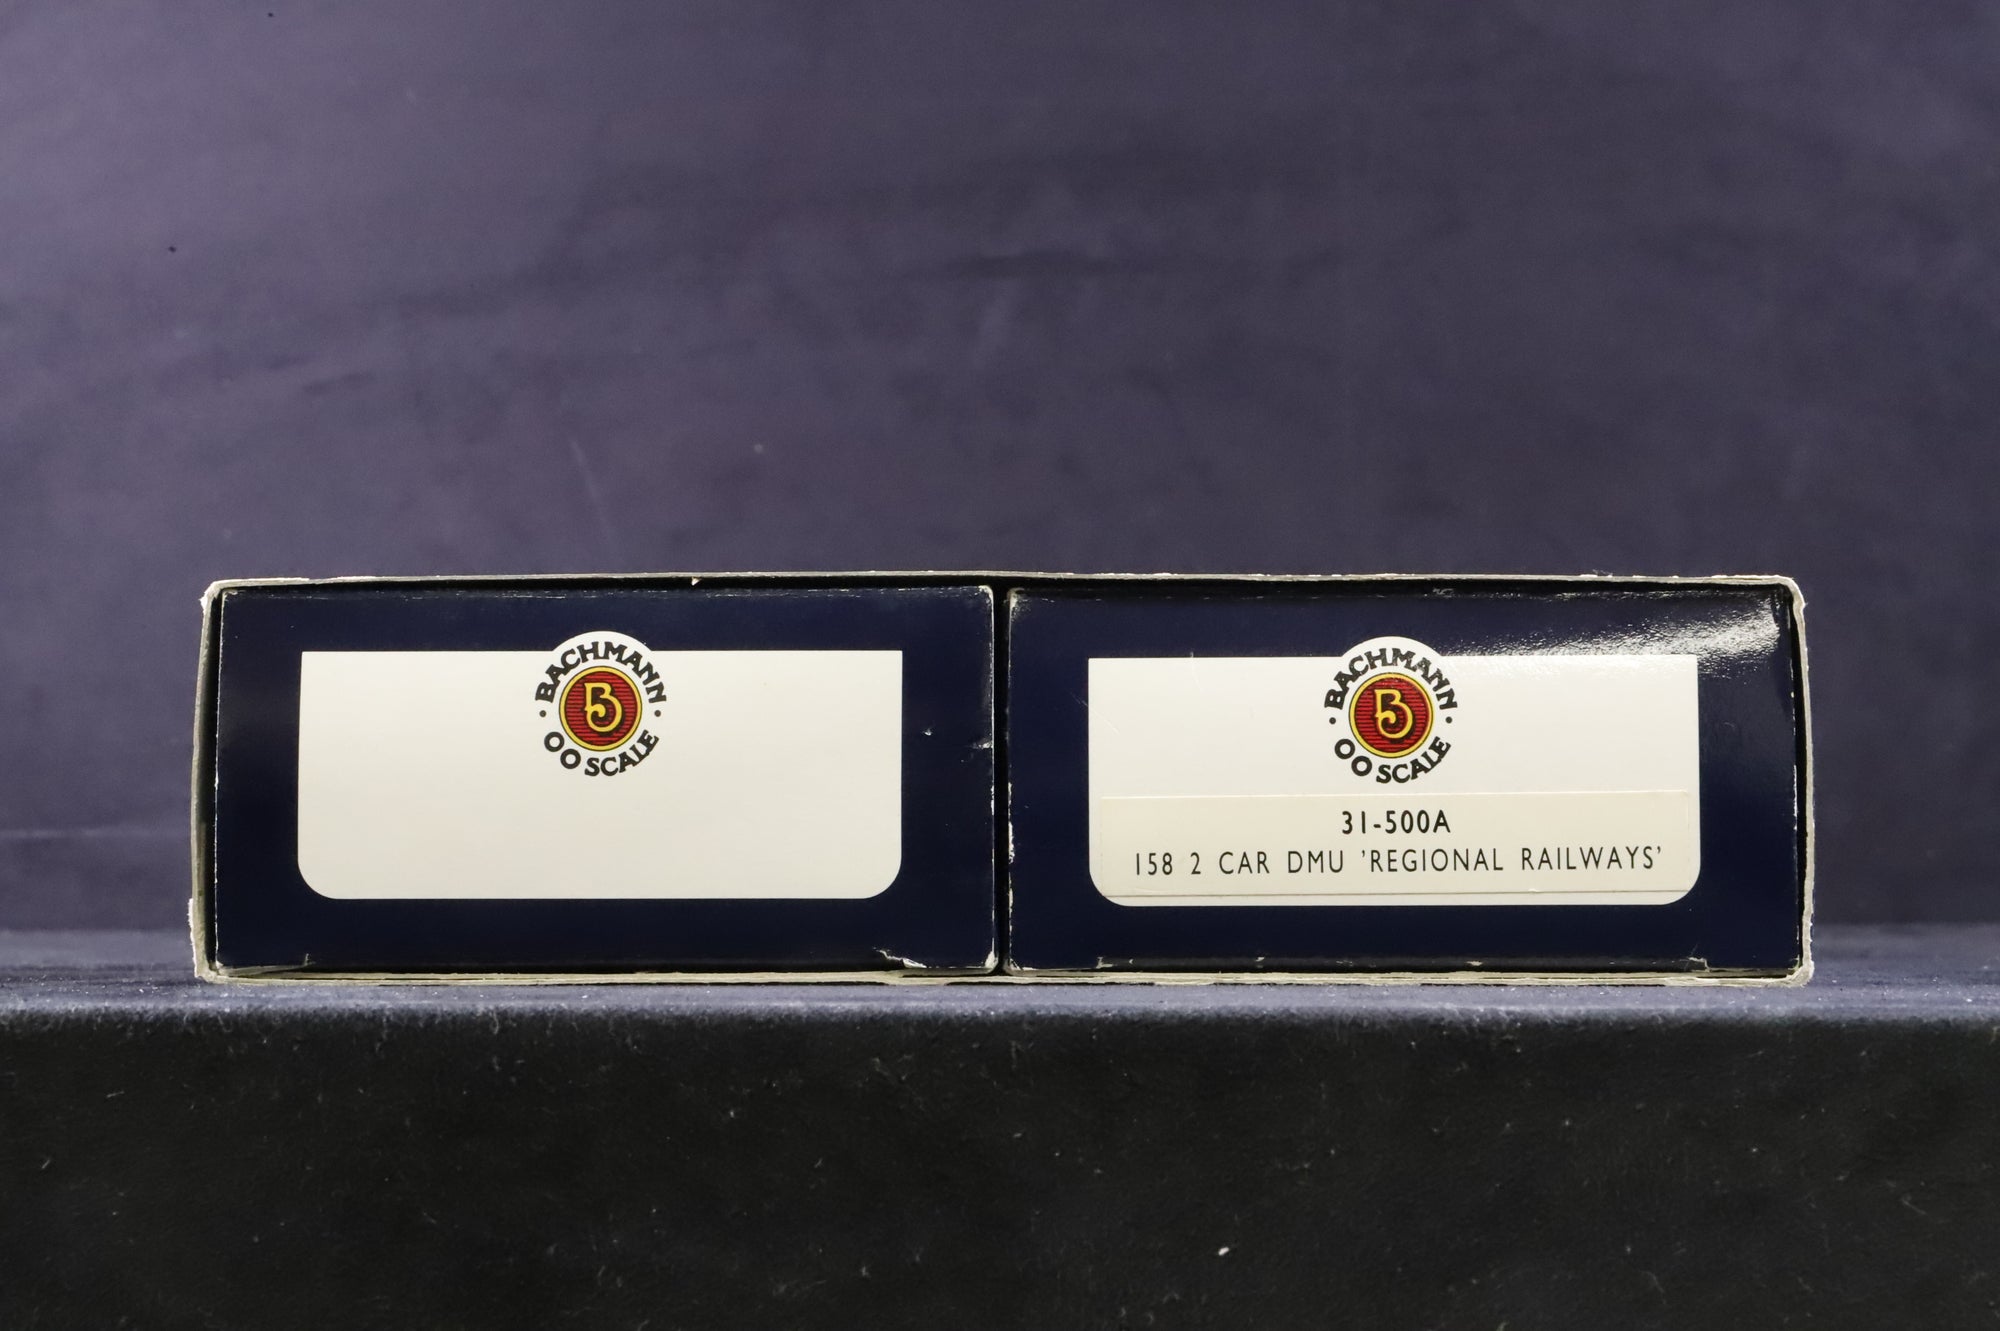 BACHMANN
B
OO SCALE
BACHMANN
B
OO SCALE
31-500A
158 2 CAR DMU 'REGIONAL RAILWAYS'